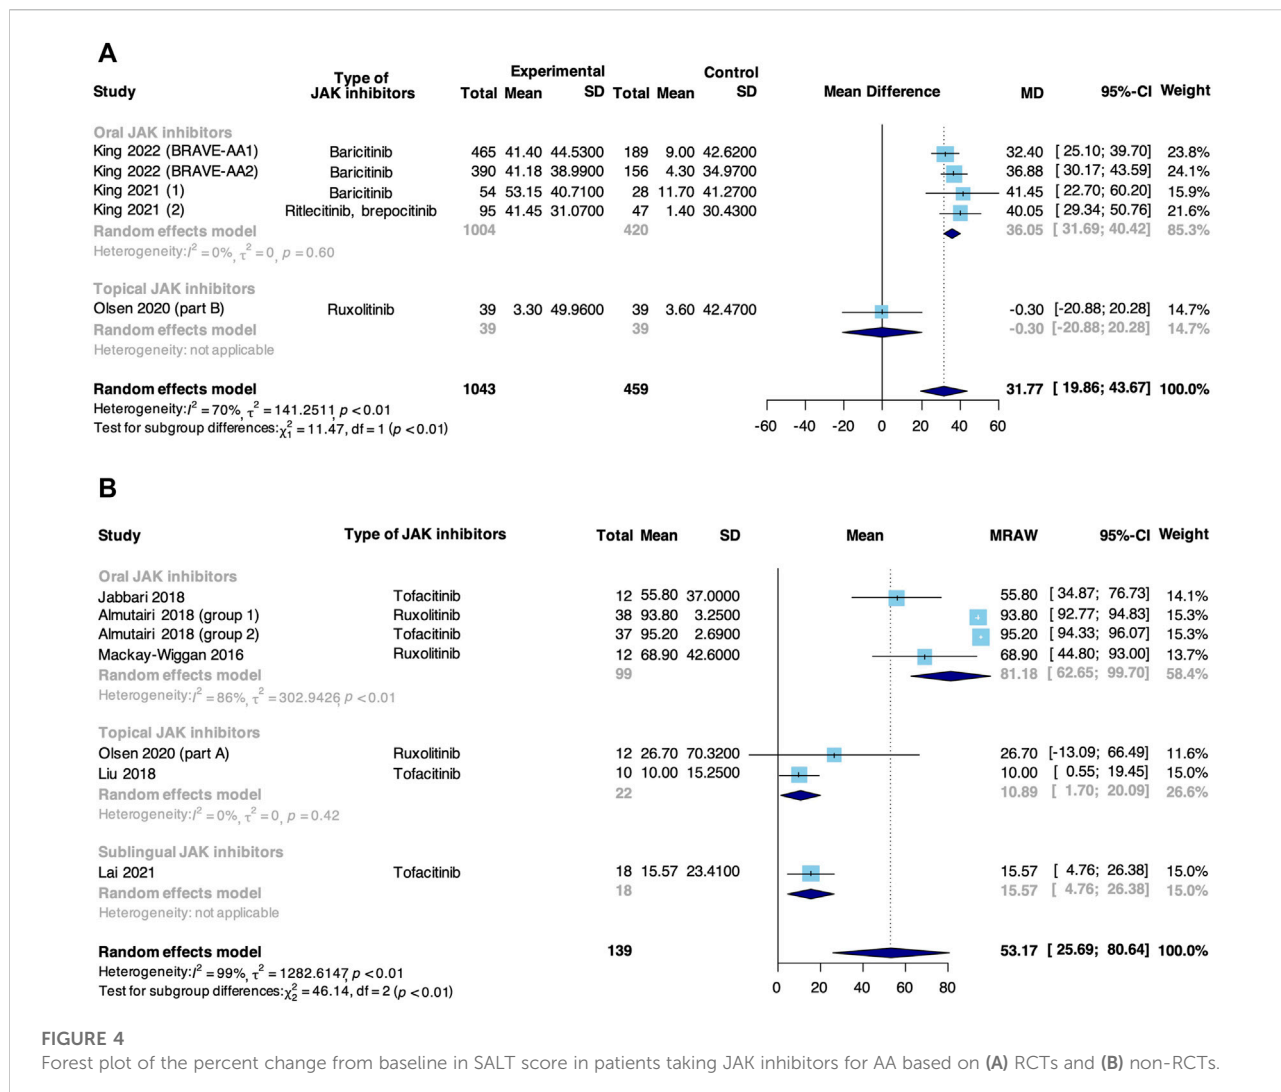 A
Experimental Control
Type of
Study JAK inhibitors Total Mean SD Total Mean SD Mean Difference MD 95%-CI Weight
Oral JAK inhibitors
King 2022 (BRAVE-AA1) Baricitinib 465 41.40 44.5300 189 9.00 42.6200 32.40 [ 25.10; 39.70] 23.8%
King 2022 (BRAVE-AA2) Baricitinib 390 41.18 38.9900 156 4.30 34.9700 36.88 [ 30.17; 43.59] 24.1%
King 2021 (1) Baricitinib 54 53.15 40.7100 28 11.70 41.2700 41.45 [ 22.70; 60.20] 15.9%
King 2021 (2) Ritlecitinib, brepocitinib 95 41.45 31.0700 47 1.40 30.4300 40.05 [ 29.34; 50.76] 21.6%
Random effects model 1004 420 36.05 [ 31.69; 40.42] 85.3%
Heterogeneity: I² = 0%, τ² = 0, p = 0.60
Topical JAK inhibitors
Olsen 2020 (part B) Ruxolitinib 39 3.30 49.9600 39 3.60 42.4700 -0.30 [-20.88; 20.28] 14.7%
Random effects model 39 39 -0.30 [-20.88; 20.28] 14.7%
Heterogeneity: not applicable
Random effects model 1043 459 31.77 [ 19.86; 43.67] 100.0%
Heterogeneity: I² = 70%, τ² = 141.2511, p < 0.01
Test for subgroup differences: χ²₁ = 11.47, df = 1 (p < 0.01)
-60 -40 -20 0 20 40 60
B
Study Type of JAK inhibitors Total Mean SD Mean MRAW 95%-CI Weight
Oral JAK inhibitors
Jabbari 2018 Tofacitinib 12 55.80 37.0000 55.80 [ 34.87; 76.73] 14.1%
Almutairi 2018 (group 1) Ruxolitinib 38 93.80 3.2500 93.80 [ 92.77; 94.83] 15.3%
Almutairi 2018 (group 2) Tofacitinib 37 95.20 2.6900 95.20 [ 94.33; 96.07] 15.3%
Mackay-Wiggan 2016 Ruxolitinib 12 68.90 42.6000 68.90 [ 44.80; 93.00] 13.7%
Random effects model 99 81.18 [ 62.65; 99.70] 58.4%
Heterogeneity: I² = 86%, τ² = 302.9426, p < 0.01
Topical JAK inhibitors
Olsen 2020 (part A) Ruxolitinib 12 26.70 70.3200 26.70 [-13.09; 66.49] 11.6%
Liu 2018 Tofacitinib 10 10.00 15.2500 10.00 [ 0.55; 19.45] 15.0%
Random effects model 22 10.89 [ 1.70; 20.09] 26.6%
Heterogeneity: I² = 0%, τ² = 0, p = 0.42
Sublingual JAK inhibitors
Lai 2021 Tofacitinib 18 15.57 23.4100 15.57 [ 4.76; 26.38] 15.0%
Random effects model 18 15.57 [ 4.76; 26.38] 15.0%
Heterogeneity: not applicable
Random effects model 139 53.17 [ 25.69; 80.64] 100.0%
Heterogeneity: I² = 99%, τ² = 1282.6147, p < 0.01
Test for subgroup differences: χ²₂ = 46.14, df = 2 (p < 0.01)
0 20 40 60 80
FIGURE 4
Forest plot of the percent change from baseline in SALT score in patients taking JAK inhibitors for AA based on (A) RCTs and (B) non-RCTs.